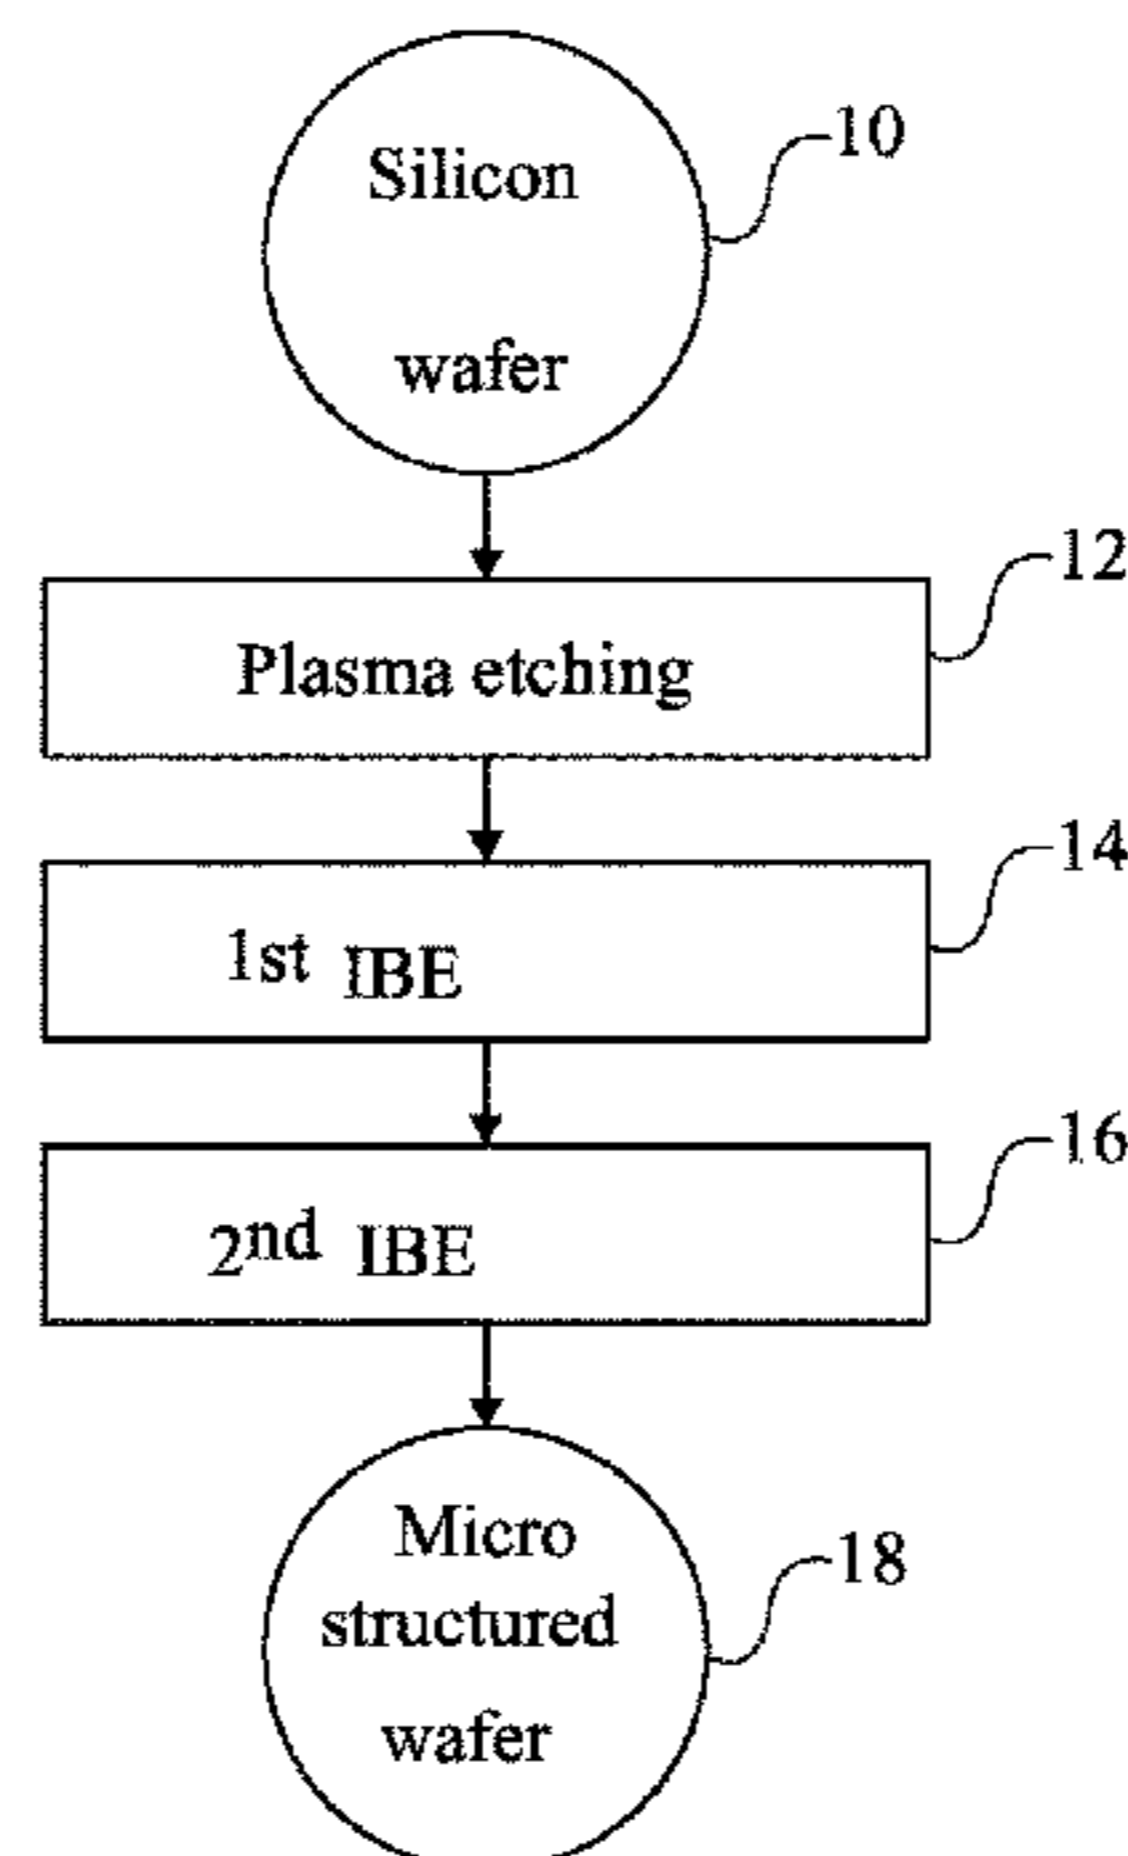 Silicon
10
wafer
12
Plasma etching
14
1st IBE
16
2nd IBE
Micro
18
structured
wafer